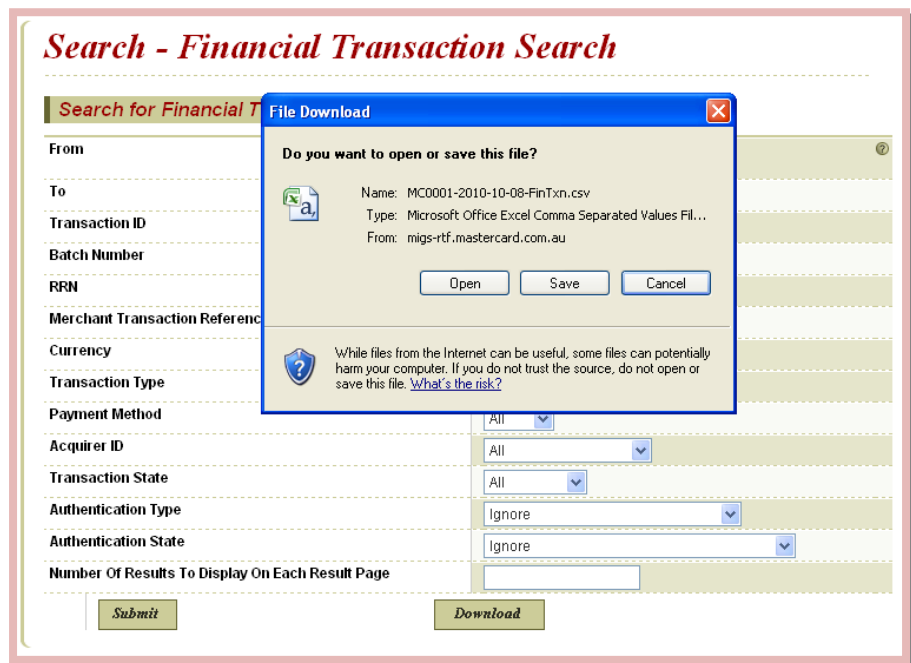 Search - Financial Transaction Search
Search for Financial T
File Download
Do you want to open or save this file?
Name: MC0001-2010-10-08-FinTxn.csv
Type: Microsoft Office Excel Comma Separated Values Fil...
From: migs-rtf.mastercard.com.au
Open Save Cancel
While files from the Internet can be useful, some files can potentially
harm your computer. If you do not trust the source, do not open or
save this file. What's the risk?
From
To
Transaction ID
Batch Number
RRN
Merchant Transaction Referenc
Currency
Transaction Type
Payment Method All
Acquirer ID All
Transaction State All
Authentication Type Ignore
Authentication State Ignore
Number Of Results To Display On Each Result Page
Submit Download